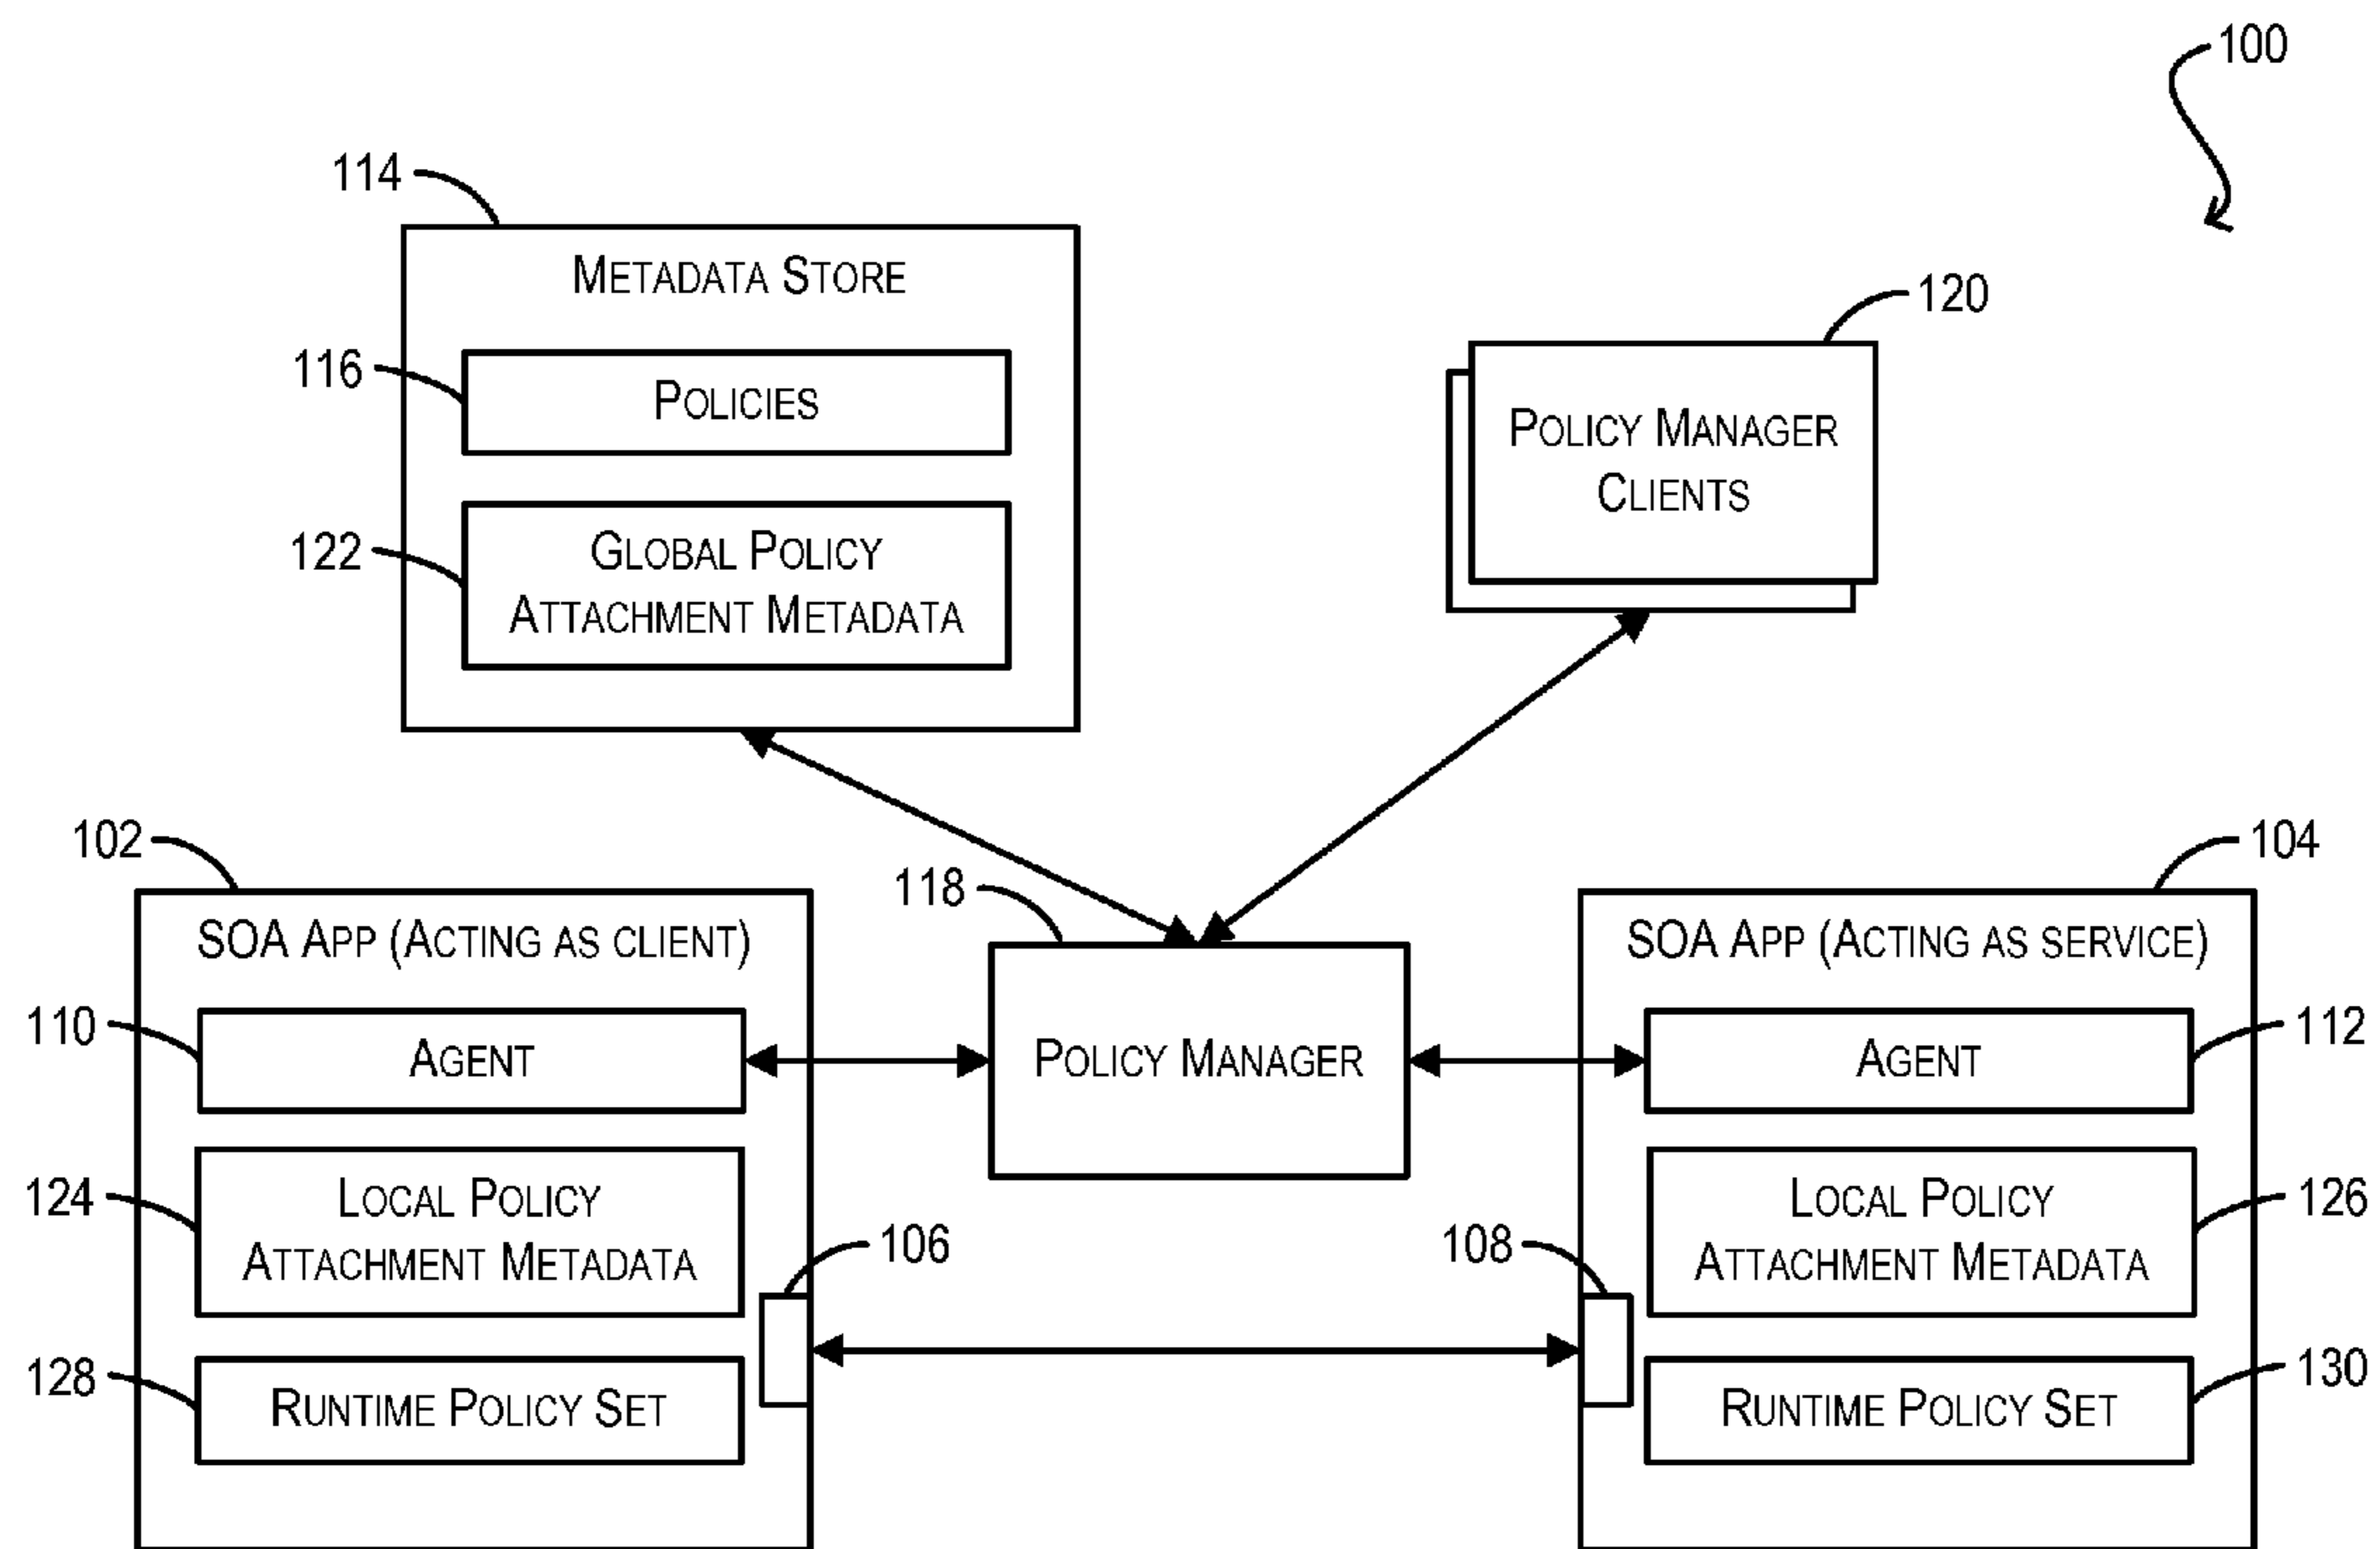 100
114
METADATA STORE
120
116
POLICIES
POLICY MANAGER
CLIENTS
122
GLOBAL POLICY
ATTACHMENT METADATA
102
118
104
SOA APP (ACTING AS CLIENT)
SOA APP (ACTING AS SERVICE)
110
AGENT
POLICY MANAGER
AGENT
112
124
LOCAL POLICY
ATTACHMENT METADATA
106
108
LOCAL POLICY
ATTACHMENT METADATA
126
128
RUNTIME POLICY SET
RUNTIME POLICY SET
130